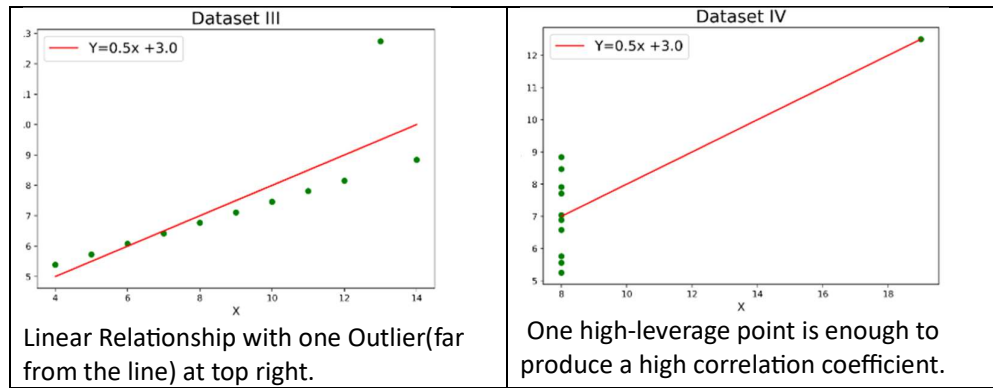 Dataset III
Y=0.5x +3.0
.3
.2
.1
.0
9
8
7
6
5
4 6 8 10 12 14
X
Linear Relationship with one Outlier(far
from the line) at top right.
Dataset IV
Y=0.5x +3.0
12
11
10
9
8
7
6
5
8 10 12 14 16 18
X
One high-leverage point is enough to
produce a high correlation coefficient.